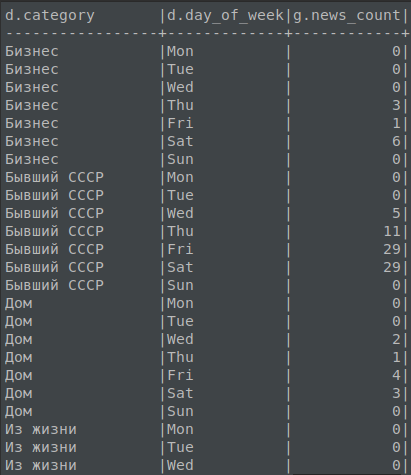 d.category       |d.day_of_week|g.news_count|
-----------------+-------------+------------+
Бизнес           |Mon          |           0|
Бизнес           |Tue          |           0|
Бизнес           |Wed          |           0|
Бизнес           |Thu          |           3|
Бизнес           |Fri          |           1|
Бизнес           |Sat          |           6|
Бизнес           |Sun          |           0|
Бывший СССР      |Mon          |           0|
Бывший СССР      |Tue          |           0|
Бывший СССР      |Wed          |           5|
Бывший СССР      |Thu          |          11|
Бывший СССР      |Fri          |          29|
Бывший СССР      |Sat          |          29|
Бывший СССР      |Sun          |           0|
Дом              |Mon          |           0|
Дом              |Tue          |           0|
Дом              |Wed          |           2|
Дом              |Thu          |           1|
Дом              |Fri          |           4|
Дом              |Sat          |           3|
Дом              |Sun          |           0|
Из жизни         |Mon          |           0|
Из жизни         |Tue          |           0|
Из жизни         |Wed          |           0|